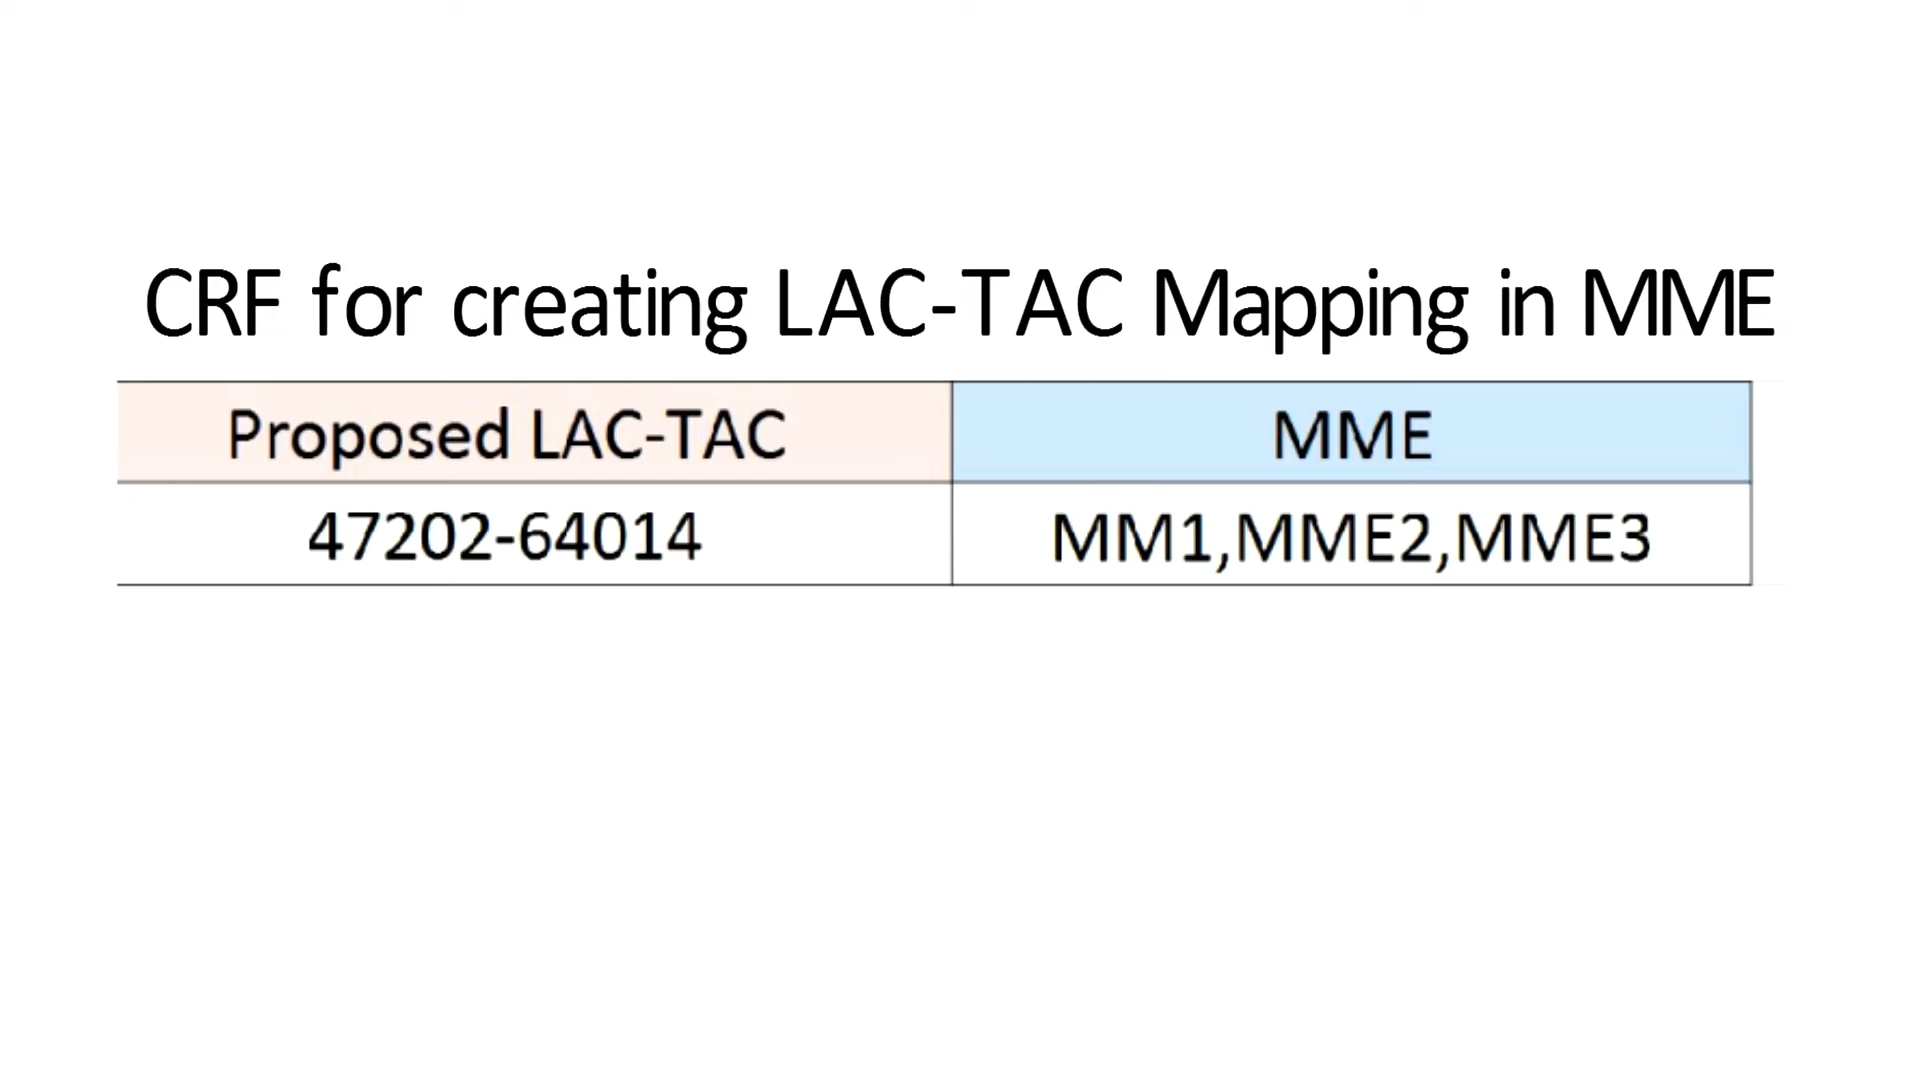 CRF for creating LAC-TAC Mapping in MME
Proposed LAC-TAC MME
47202-64014 MM1,MME2,MME3